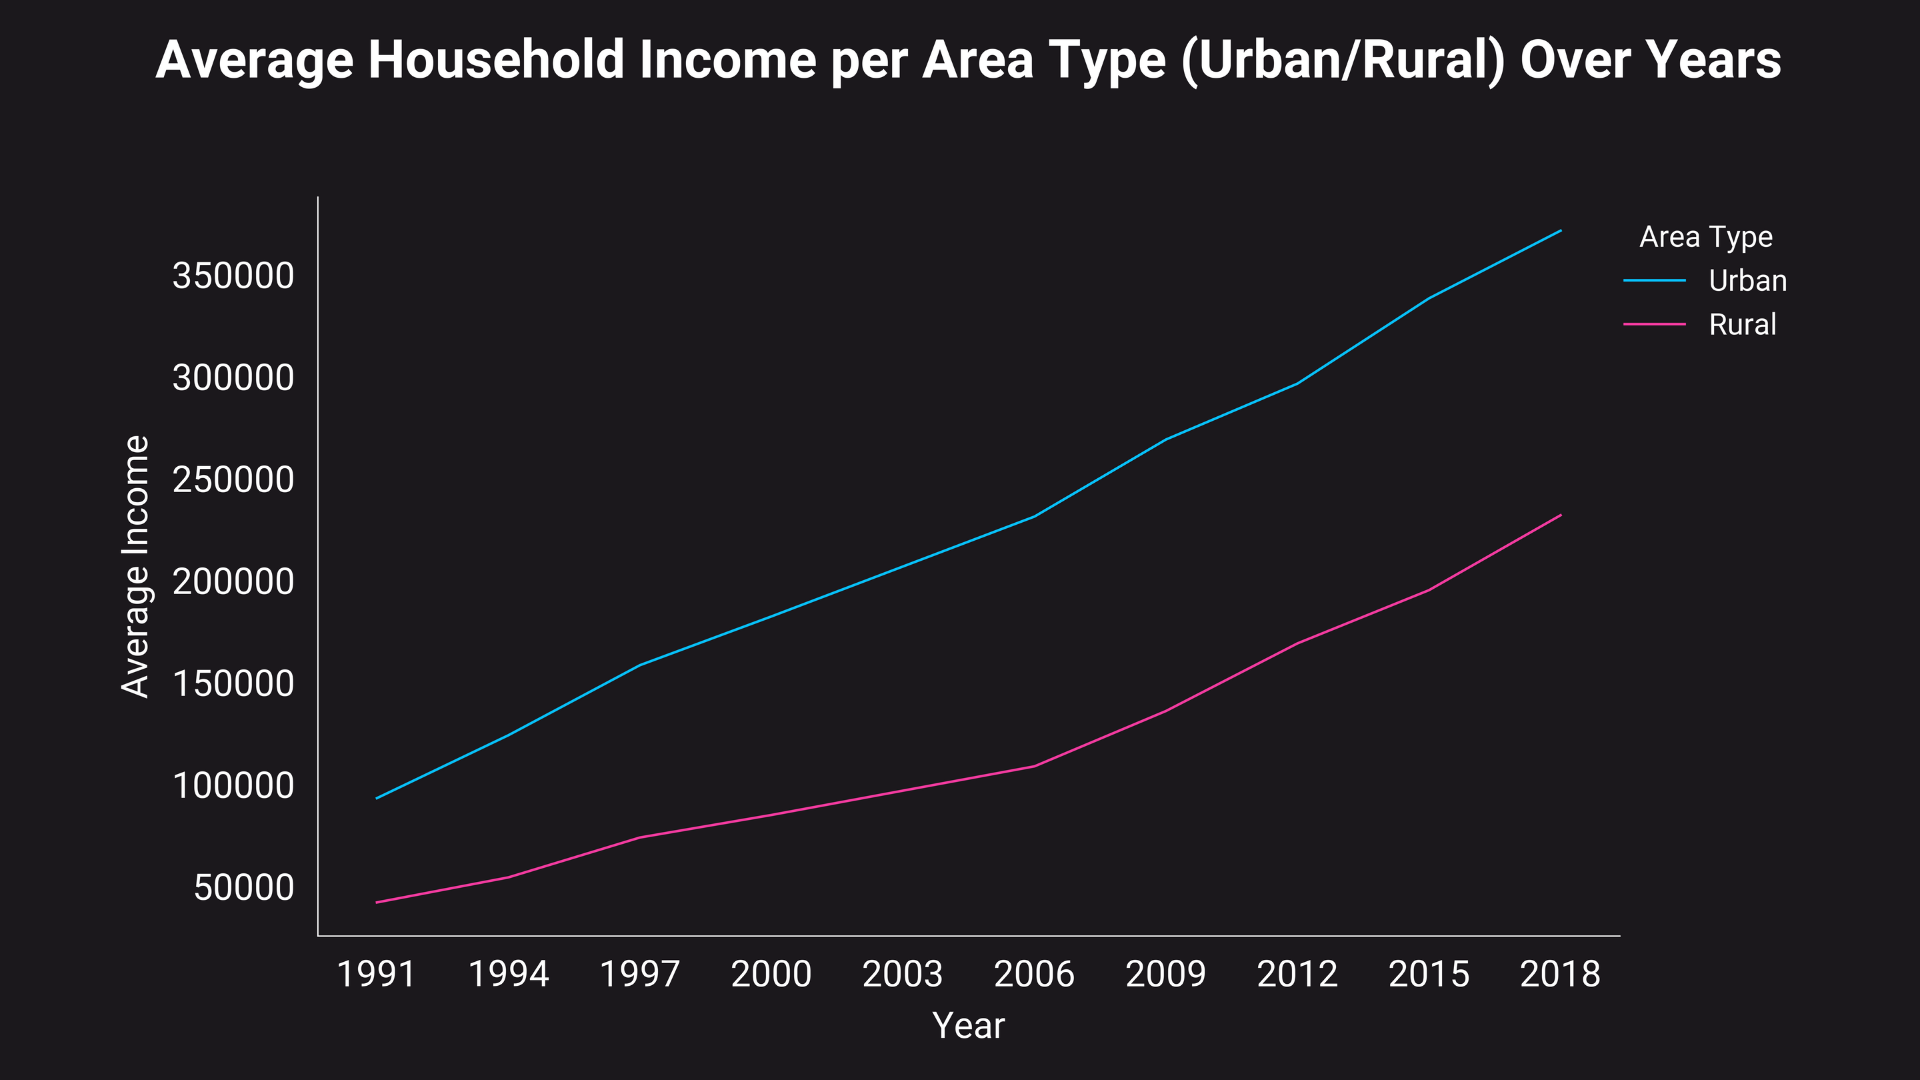 Average Household Income per Area Type (Urban/Rural) Over Years
Area Type
Urban
Rural
Average Income
350000
300000
250000
200000
150000
100000
50000
1991 1994 1997 2000 2003 2006 2009 2012 2015 2018
Year